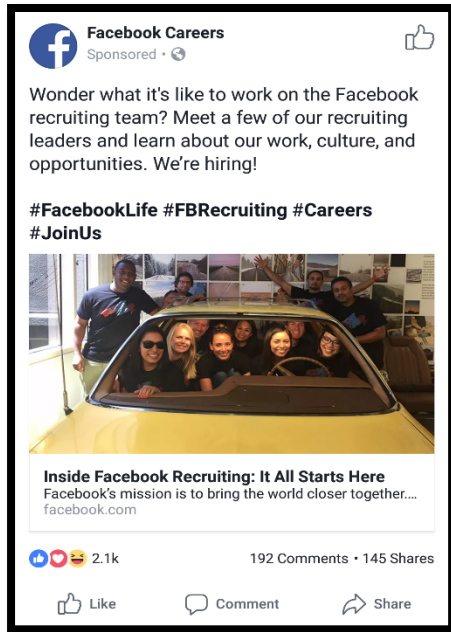 Facebook Careers
Sponsored •
Wonder what it's like to work on the Facebook
recruiting team? Meet a few of our recruiting
leaders and learn about our work, culture, and
opportunities. We’re hiring!
#FacebookLife #FBRecruiting #Careers
#JoinUs
Inside Facebook Recruiting: It All Starts Here
Facebook’s mission is to bring the world closer together....
facebook.com
2.1k
192 Comments • 145 Shares
Like
Comment
Share